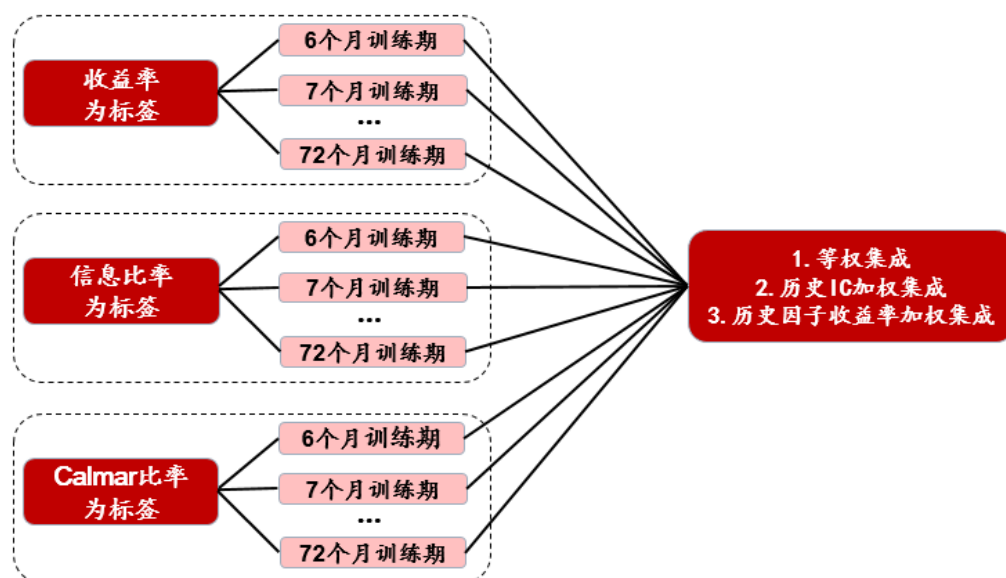 收益率
为标签
6个月训练期
7个月训练期
...
72个月训练期
信息比率
为标签
6个月训练期
7个月训练期
...
72个月训练期
Calmar比率
为标签
6个月训练期
7个月训练期
...
72个月训练期
1.等权集成
2.历史IC加权集成
3.历史因子收益率加权集成